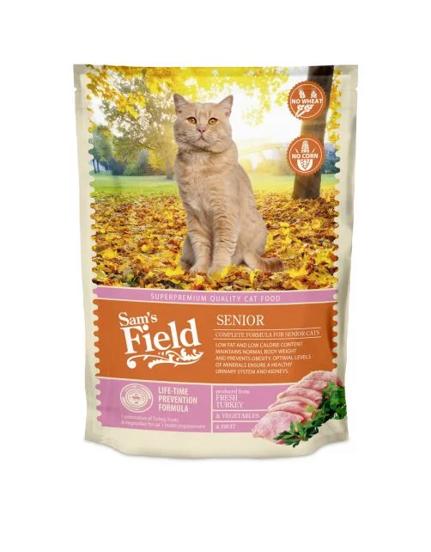 NO WHEAT
NO CORN
SUPERPREMIUM QUALITY CAT FOOD
Sam's
Field
SENIOR
COMPLETE FORMULA FOR SENIOR CATS
LOW FAT AND LOW CALORIE CONTENT
MAINTAINS NORMAL BODY WEIGHT
AND PREVENTS OBESITY. OPTIMAL LEVELS
OF MINERALS ENSURE A HEALTHY
URINARY SYSTEM AND KIDNEYS.
LIFE-TIME
PREVENTION
FORMULA
produced from
FRESH
TURKEY
& VEGETABLES
& FRUIT